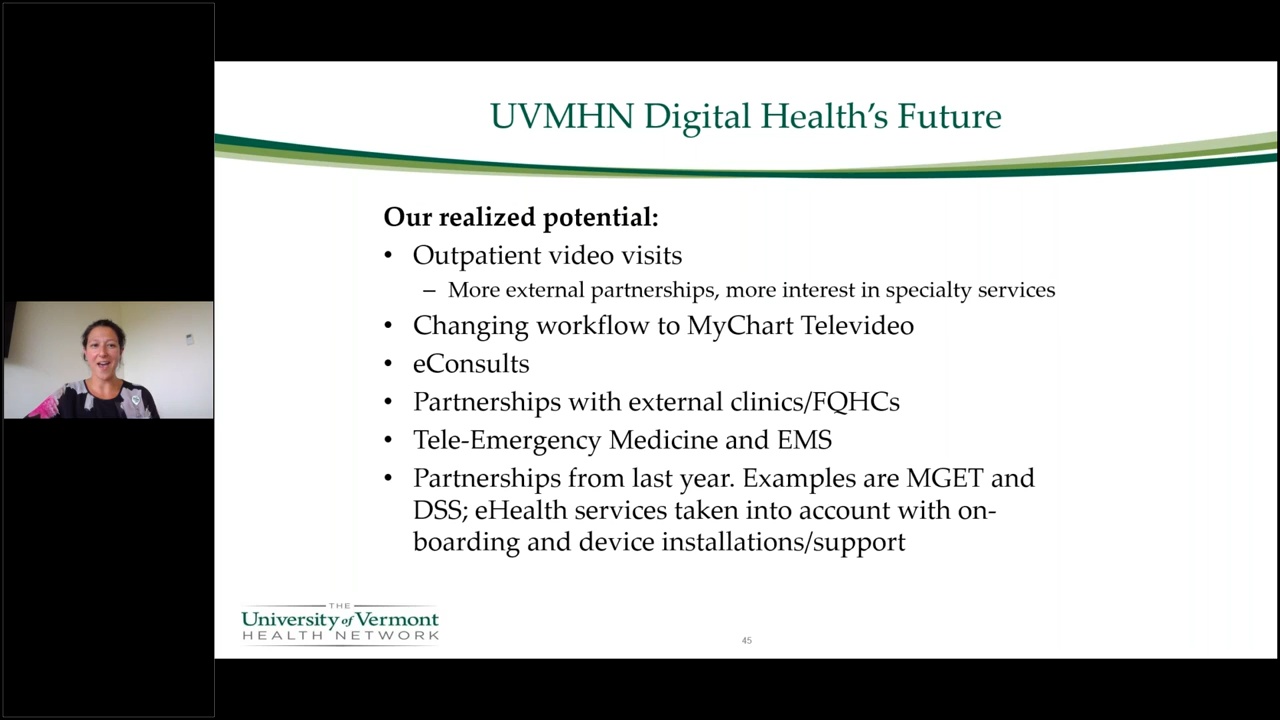 UVMHN Digital Health's Future
Our realized potential:
• Outpatient video visits
– More external partnerships, more interest in specialty services
• Changing workflow to MyChart Televideo
• eConsults
• Partnerships with external clinics/FQHCs
• Tele-Emergency Medicine and EMS
• Partnerships from last year. Examples are MGET and
DSS; eHealth services taken into account with on-
boarding and device installations/support
THE
University of Vermont
HEALTH NETWORK
45